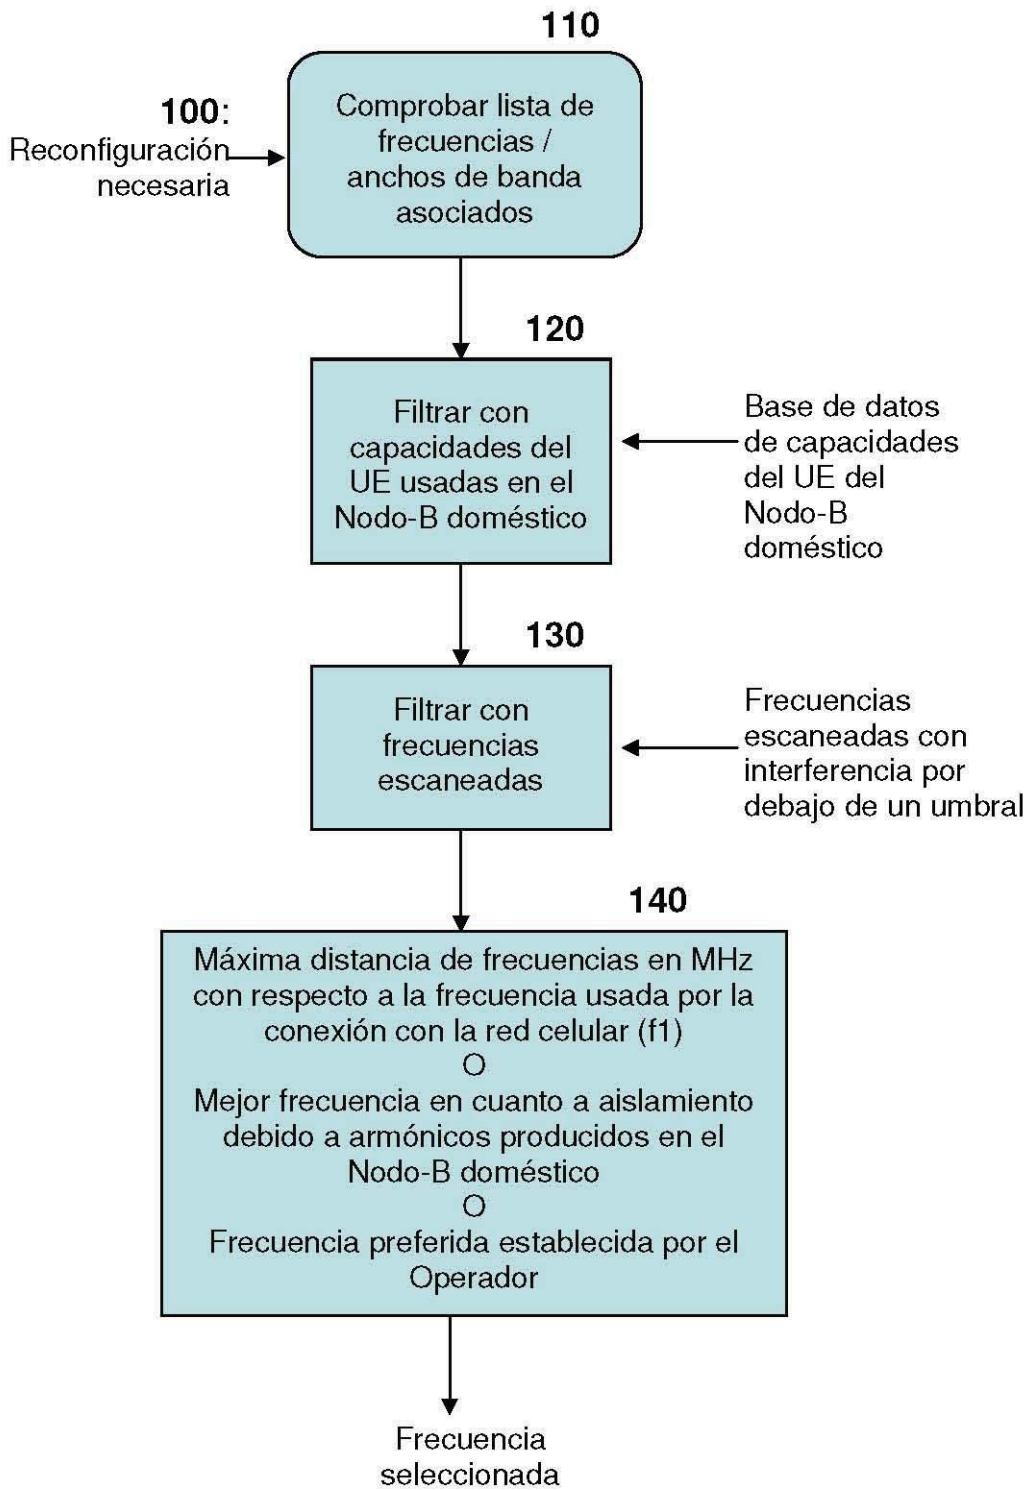 110
100:
Reconfiguración
necesaria
Comprobar lista de
frecuencias /
anchos de banda
asociados
120
Filtrar con
capacidades del
UE usadas en el
Nodo-B doméstico
Base de datos
de capacidades
del UE del
Nodo-B
doméstico
130
Filtrar con
frecuencias
escaneadas
Frecuencias
escaneadas con
interferencia por
debajo de un umbral
140
Máxima distancia de frecuencias en MHz
con respecto a la frecuencia usada por la
conexión con la red celular (f1)
O
Mejor frecuencia en cuanto a aislamiento
debido a armónicos producidos en el
Nodo-B doméstico
O
Frecuencia preferida establecida por el
Operador
Frecuencia
seleccionada